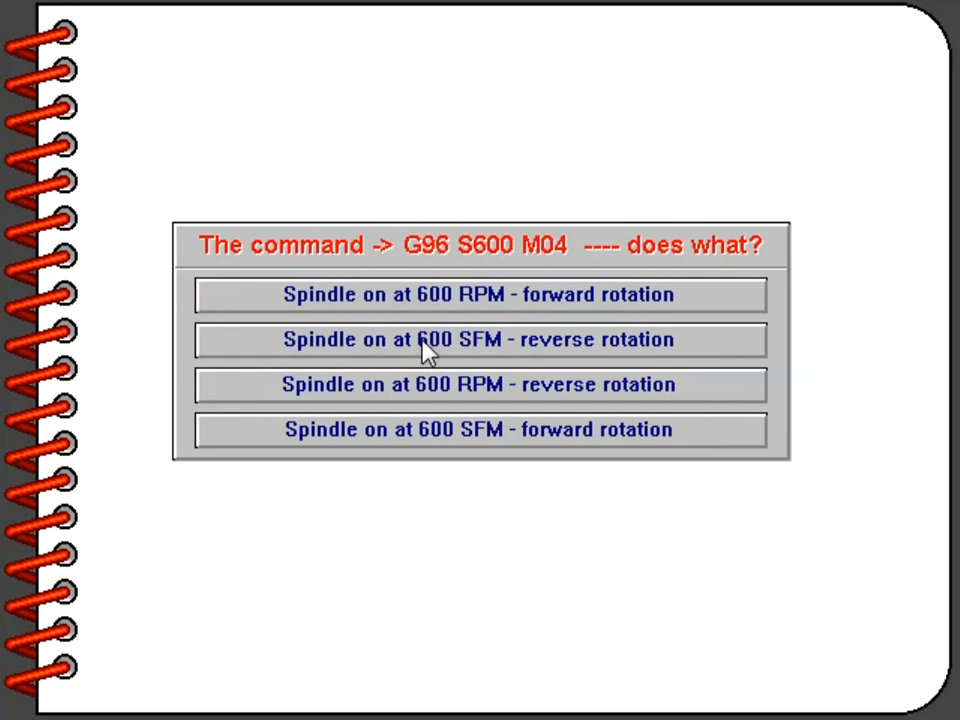 The command -> G96 S600 M04 ---- does what?
Spindle on at 600 RPM - forward rotation
Spindle on at 600 SFM - reverse rotation
Spindle on at 600 RPM - reverse rotation
Spindle on at 600 SFM - forward rotation